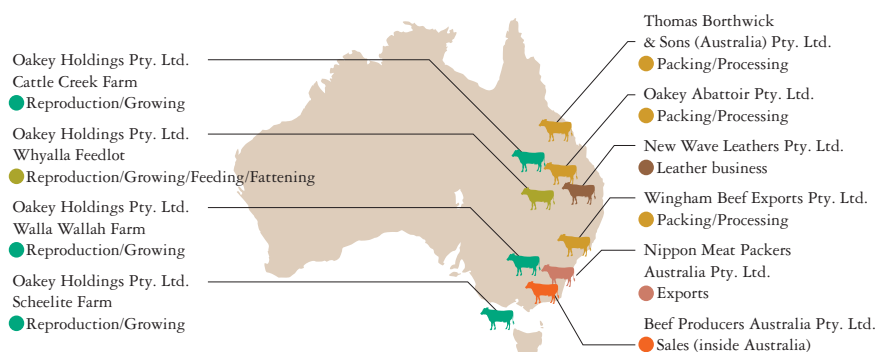 Oakey Holdings Pty. Ltd.
Cattle Creek Farm
Reproduction/Growing
Oakey Holdings Pty. Ltd.
Whyalla Feedlot
Reproduction/Growing/Feeding/Fattening
Oakey Holdings Pty. Ltd.
Walla Wallah Farm
Reproduction/Growing
Oakey Holdings Pty. Ltd.
Scheelite Farm
Reproduction/Growing
Thomas Borthwick
& Sons (Australia) Pty. Ltd.
Packing/Processing
Oakey Abattoir Pty. Ltd.
Packing/Processing
New Wave Leathers Pty. Ltd.
Leather business
Wingham Beef Exports Pty. Ltd.
Packing/Processing
Nippon Meat Packers
Australia Pty. Ltd.
Exports
Beef Producers Australia Pty. Ltd.
Sales (inside Australia)